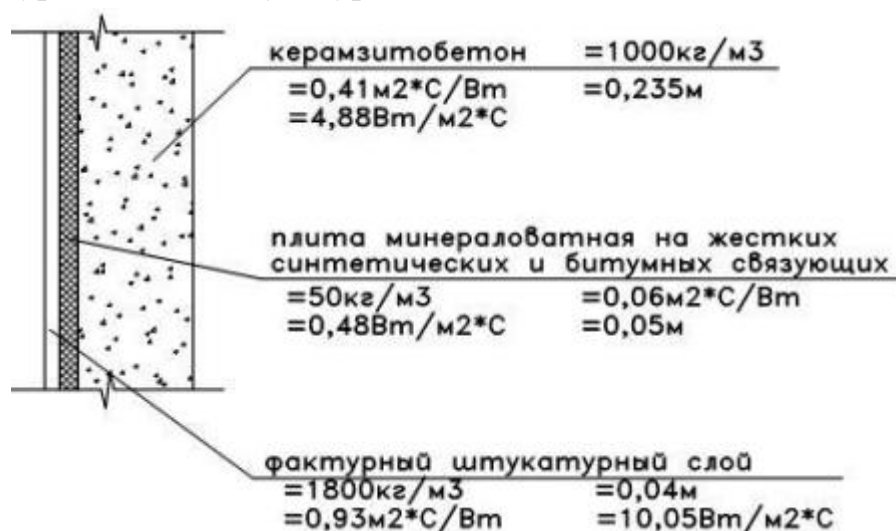 керамзитобетон =1000кг/м3
=0,41м2*С/Вт =0,235м
=4,88Вт/м2*С
плита минераловатная на жестких
синтетических и битумных связующих
=50кг/м3 =0,06м2*С/Вт
=0,48Вт/м2*С =0,05м
фактурный штукатурный слой
=1800кг/м3 =0,04м
=0,93м2*С/Вт =10,05Вт/м2*С